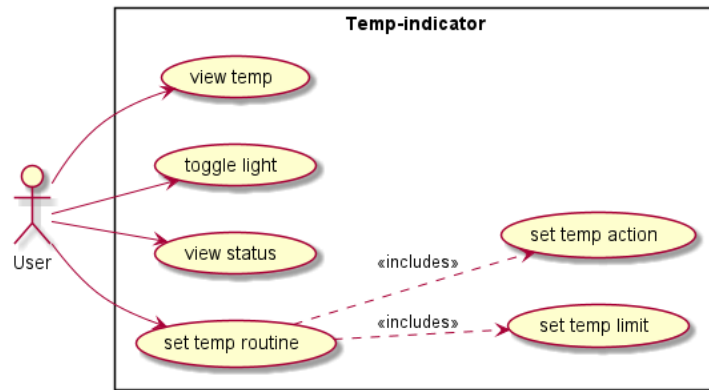 Temp-indicator
view temp
toggle light
view status
set temp routine
User
«includes»
«includes»
set temp action
set temp limit